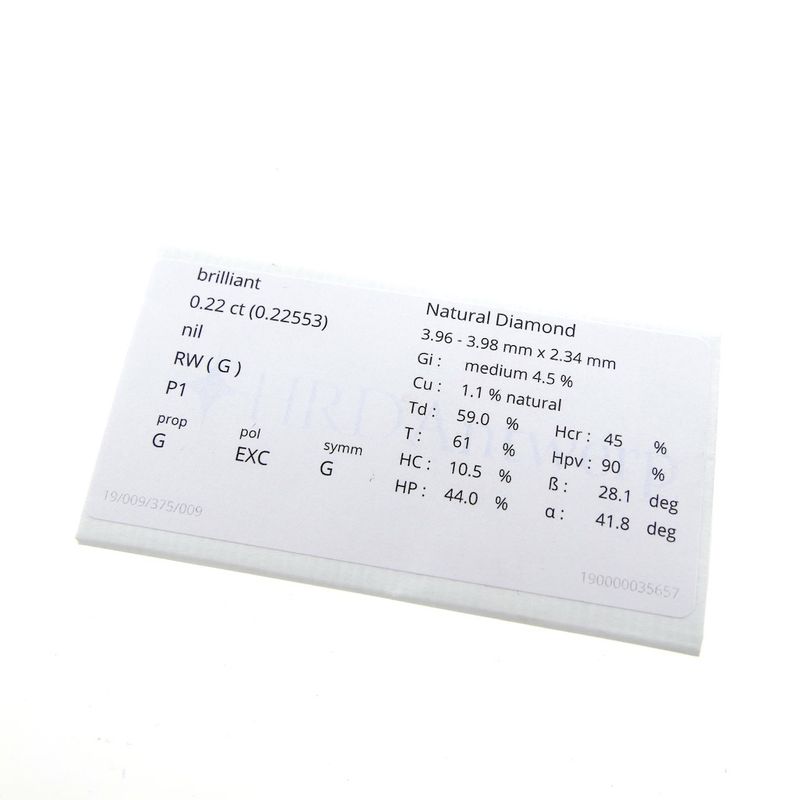 brilliant
0.22 ct (0.22553)
nil
RW ( G )
P1
prop pol symm
G EXC G
19/009/375/009
Natural Diamond
3.96 - 3.98 mm x 2.34 mm
Gi : medium 4.5 %
Cu : 1.1 % natural
Td : 59.0 % Hcr : 45 %
T : 61 % Hpv : 90 %
HC : 10.5 % ß : 28.1 deg
HP : 44.0 % α : 41.8 deg
190000035657
HRD Antwerp